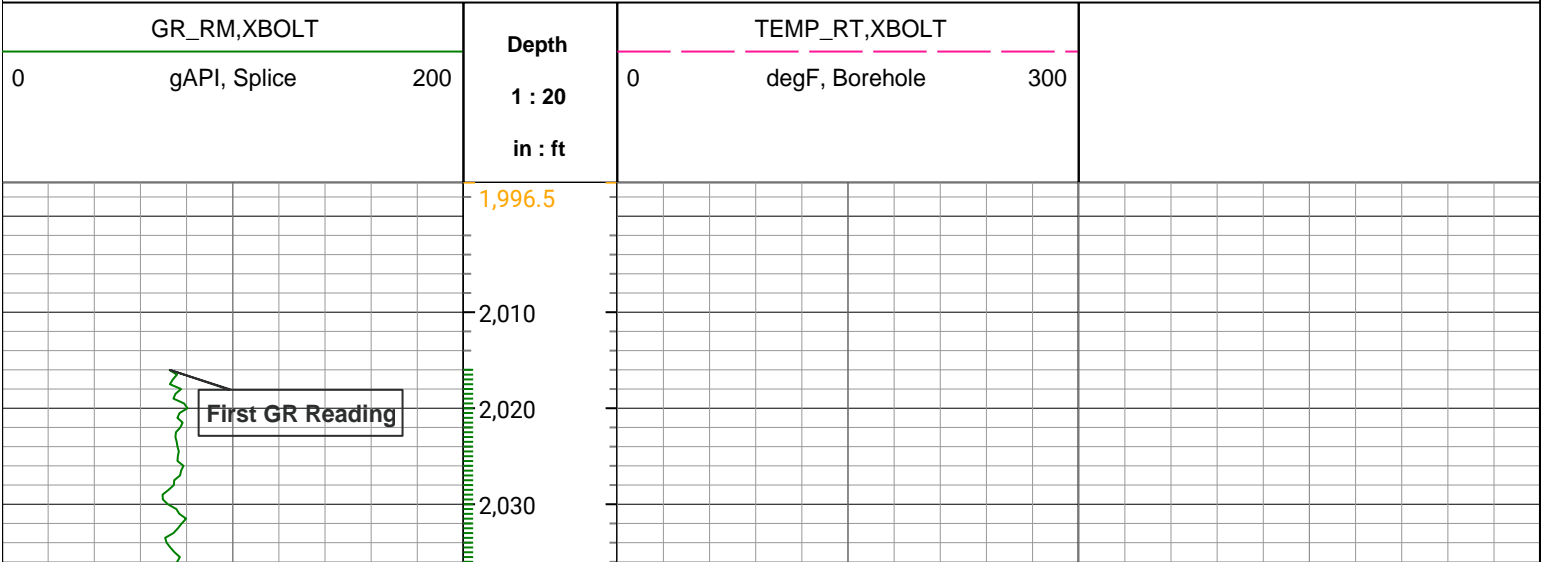 GR_RM,XBOLT
0 gAPI, Splice 200
Depth
1 : 20
in : ft
TEMP_RT,XBOLT
0 degF, Borehole 300
1,996.5
2,010
First GR Reading
2,020
2,030